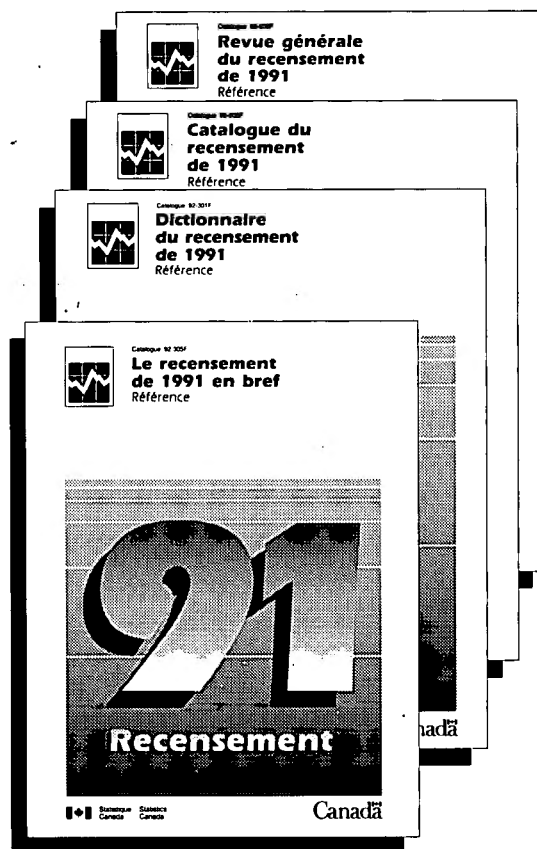 Revue générale
du recensement
de 1991
Référence
Catalogue du
recensement
de 1991
Référence
Catalogue 92-301F
Dictionnaire
du recensement
de 1991
Référence
Catalogue 92-305F
Le recensement
de 1991 en bref
Référence
91
Recensement
nadä
Statistique Canada
Statistics Canada
Canadä